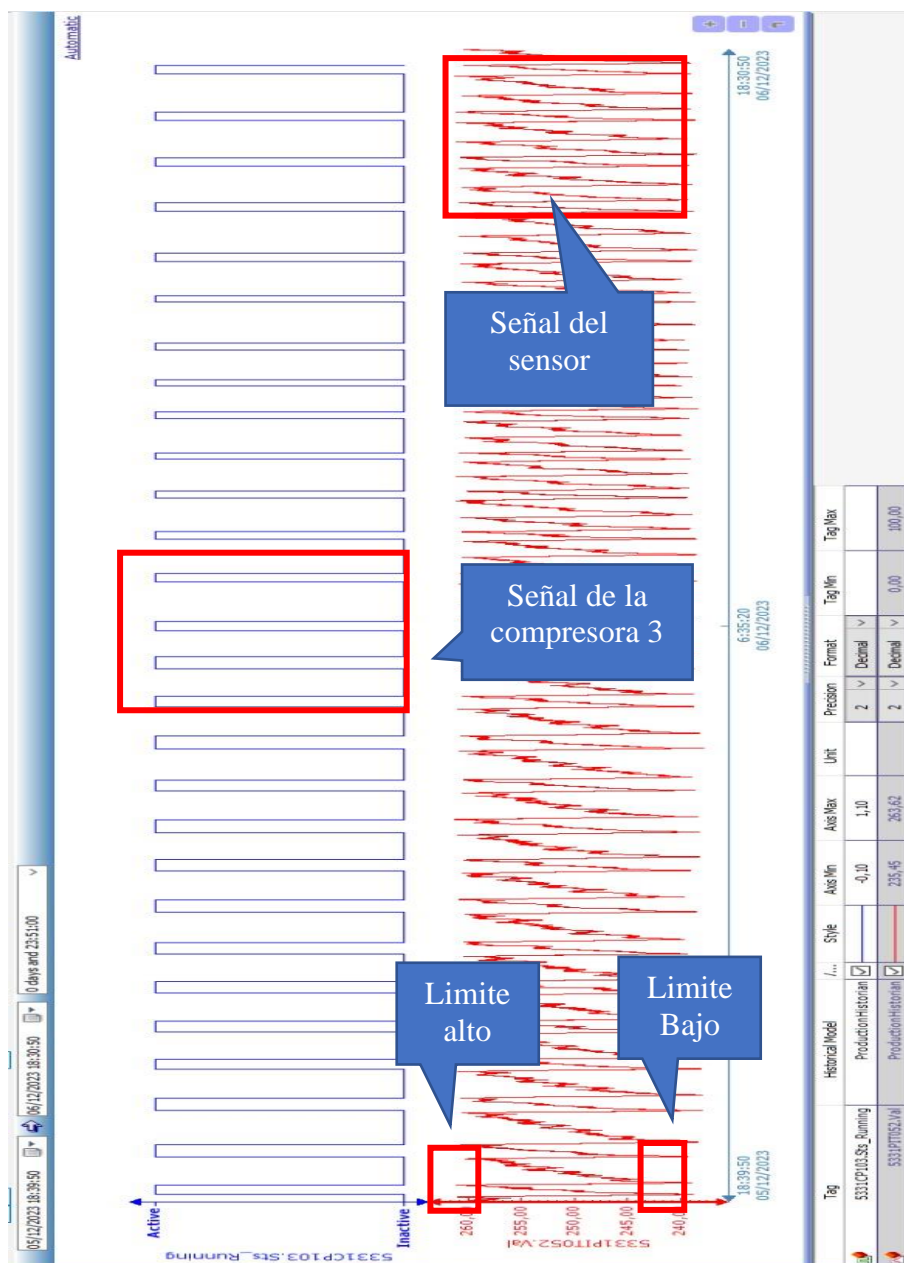 05/12/2023 18:39:50
06/12/2023 18:30:50
0 days and 23:51:00
Automatic
5331CP103.Sts_Running
Active
Inactive
5331PIT052.Val
260,00
255,00
250,00
245,00
240,00
Señal del
sensor
Señal de la
compresora 3
Limite
alto
Limite
Bajo
18:39:50
05/12/2023
6:35:20
06/12/2023
18:30:50
06/12/2023
Tag Historical Model /... Style Axis Min Axis Max Unit Precision Format Tag Min Tag Max
5331CP103.Sts_Running ProductionHistorian -0,10 1,10 2 Decimal
5331PIT052.Val ProductionHistorian 235,45 263,62 2 Decimal 0,00 100,00